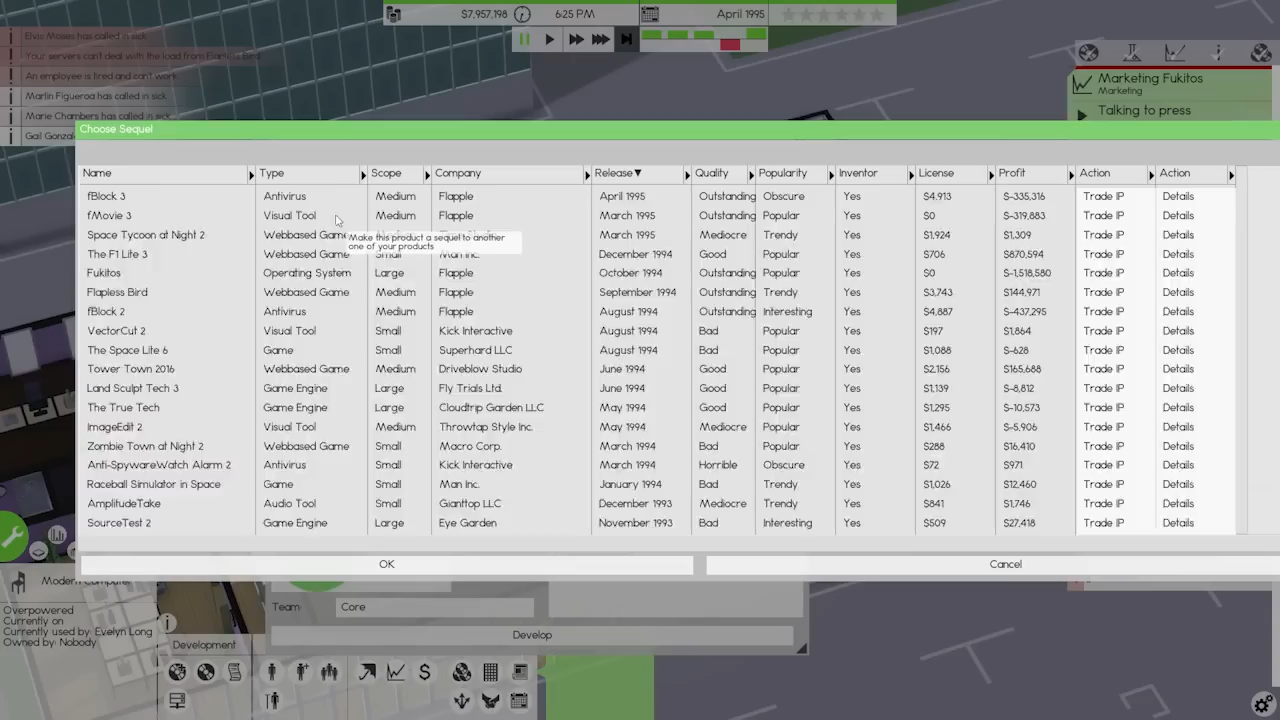 $7,957,198
6:25 PM
April 1995
Elvis Moses has called in sick
Your servers can't deal with the load from Flapless Bird
An employee is tired and can't work
Martin Figueroa has called in sick
Marie Chambers has called in sick
Marketing Fukitos
Marketing
Talking to press
Choose Sequel
Name Type Scope Company Release▼ Quality Popularity Inventor License Profit Action Action
fBlock 3 Antivirus Medium Flapple April 1995 Outstanding Obscure Yes $4,913 $-335,316 Trade IP Details
fMovie 3 Visual Tool Medium Flapple March 1995 Outstanding Popular Yes $0 $-319,883 Trade IP Details
Space Tycoon at Night 2 Webbased Game March 1995 Mediocre Trendy Yes $1,924 $1,309 Trade IP Details
Make this product a sequel to another
one of your products
The F1 Lite 3 Webbased Game Small Man Inc. December 1994 Good Popular Yes $706 $870,594 Trade IP Details
Fukitos Operating System Large Flapple October 1994 Outstanding Popular Yes $0 $-1,518,580 Trade IP Details
Flapless Bird Webbased Game Medium Flapple September 1994 Outstanding Trendy Yes $3,743 $144,971 Trade IP Details
fBlock 2 Antivirus Medium Flapple August 1994 Outstanding Interesting Yes $4,887 $-437,295 Trade IP Details
VectorCut 2 Visual Tool Small Kick Interactive August 1994 Bad Popular Yes $197 $1,864 Trade IP Details
The Space Lite 6 Game Small Superhard LLC August 1994 Bad Popular Yes $1,088 $-628 Trade IP Details
Tower Town 2016 Webbased Game Medium Driveblow Studio June 1994 Good Popular Yes $2,156 $165,688 Trade IP Details
Land Sculpt Tech 3 Game Engine Large Fly Trials Ltd. June 1994 Good Popular Yes $1,139 $-8,812 Trade IP Details
The True Tech Game Engine Large Cloudtrip Garden LLC May 1994 Good Popular Yes $1,295 $-10,573 Trade IP Details
ImageEdit 2 Visual Tool Medium Throwtap Style Inc. May 1994 Mediocre Popular Yes $1,466 $-5,906 Trade IP Details
Zombie Town at Night 2 Webbased Game Small Macro Corp. March 1994 Bad Popular Yes $288 $16,410 Trade IP Details
Anti-SpywareWatch Alarm 2 Antivirus Small Kick Interactive March 1994 Horrible Obscure Yes $72 $971 Trade IP Details
Raceball Simulator in Space Game Small Man Inc. January 1994 Bad Trendy Yes $1,026 $12,460 Trade IP Details
AmplitudeTake Audio Tool Small Gianttop LLC December 1993 Mediocre Trendy Yes $841 $1,746 Trade IP Details
SourceTest 2 Game Engine Large Eye Garden November 1993 Bad Interesting Yes $509 $27,418 Trade IP Details
OK Cancel
Modern Computer
Overpowered
Currently on
Currently used by: Evelyn Long
Owned by: Nobody
Team Core
Develop
Development